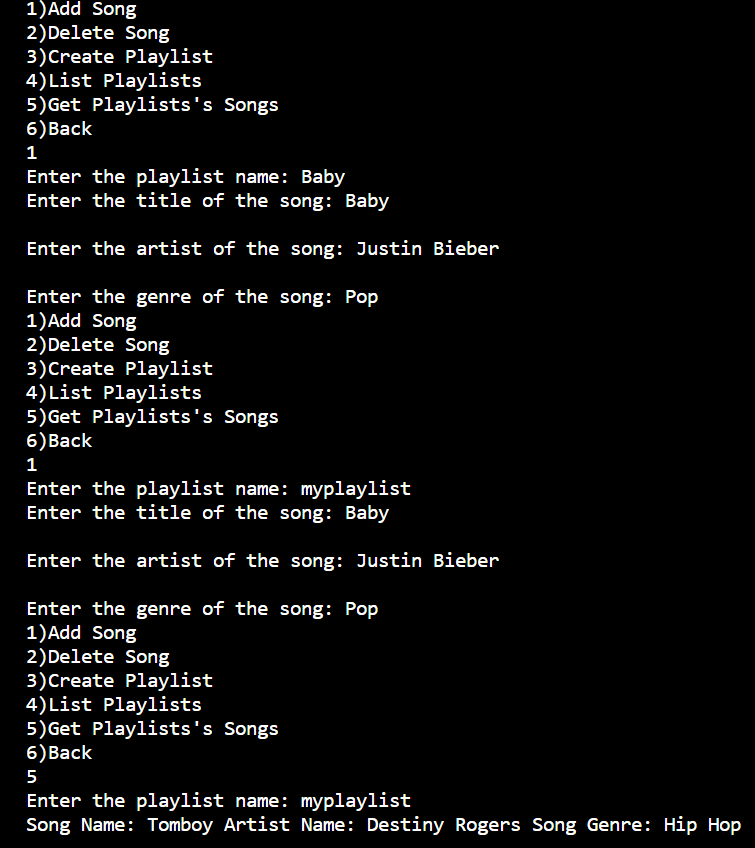 1)Add Song
2)Delete Song
3)Create Playlist
4)List Playlists
5)Get Playlists's Songs
6)Back
1
Enter the playlist name: Baby
Enter the title of the song: Baby
Enter the artist of the song: Justin Bieber
Enter the genre of the song: Pop
1)Add Song
2)Delete Song
3)Create Playlist
4)List Playlists
5)Get Playlists's Songs
6)Back
1
Enter the playlist name: myplaylist
Enter the title of the song: Baby
Enter the artist of the song: Justin Bieber
Enter the genre of the song: Pop
1)Add Song
2)Delete Song
3)Create Playlist
4)List Playlists
5)Get Playlists's Songs
6)Back
5
Enter the playlist name: myplaylist
Song Name: Tomboy Artist Name: Destiny Rogers Song Genre: Hip Hop